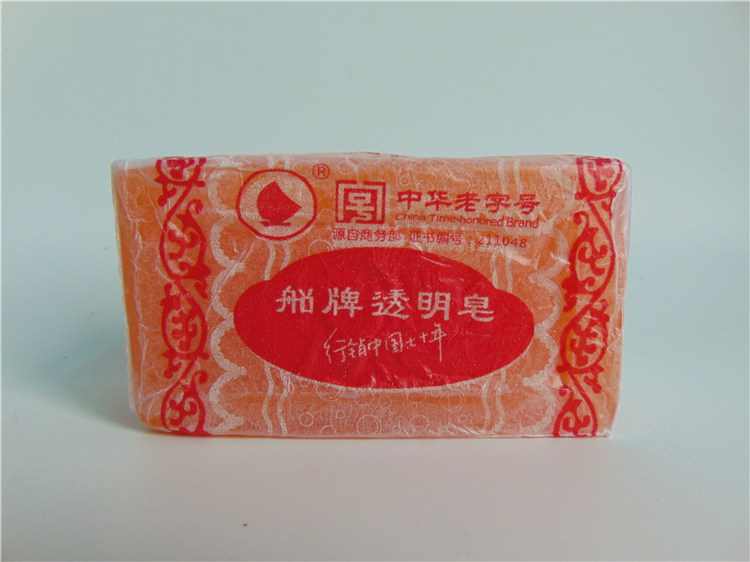 ®
中华老字号
China Time-honored Brand
源自商务部 证书编号：211048
船牌透明皂
行销中国七十年